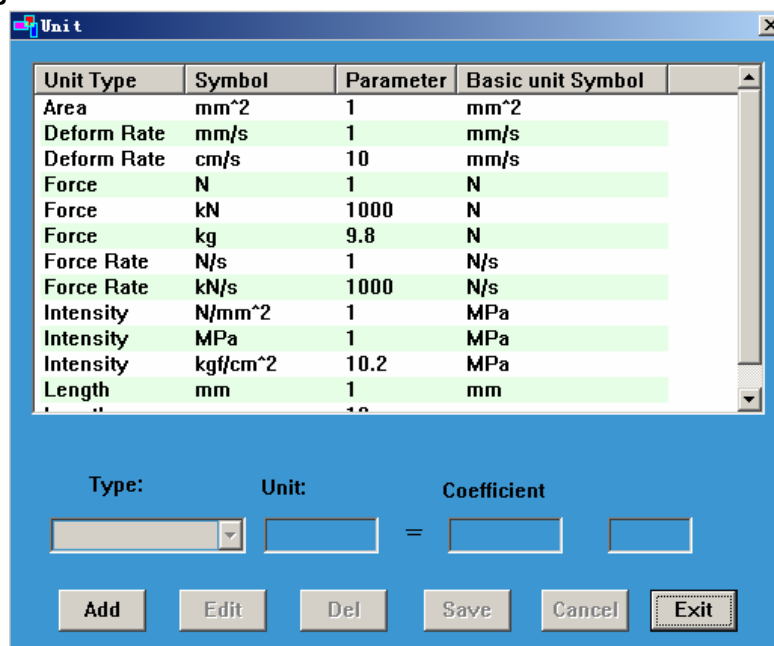 Unit
Unit Type Symbol Parameter Basic unit Symbol
Area mm^2 1 mm^2
Deform Rate mm/s 1 mm/s
Deform Rate cm/s 10 mm/s
Force N 1 N
Force kN 1000 N
Force kg 9.8 N
Force Rate N/s 1 N/s
Force Rate kN/s 1000 N/s
Intensity N/mm^2 1 MPa
Intensity MPa 1 MPa
Intensity kgf/cm^2 10.2 MPa
Length mm 1 mm
Type: Unit: Coefficient
=
Add Edit Del Save Cancel Exit